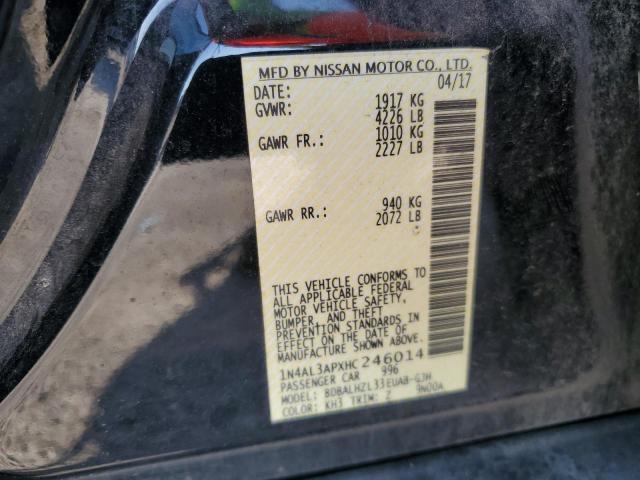 MFD BY NISSAN MOTOR CO., LTD.
DATE: 04/17
GVWR: 1917 KG
4226 LB
GAWR FR.: 1010 KG
2227 LB
GAWR RR.: 940 KG
2072 LB
THIS VEHICLE CONFORMS TO
ALL APPLICABLE FEDERAL
MOTOR VEHICLE SAFETY,
BUMPER, AND THEFT
PREVENTION STANDARDS IN
EFFECT ON THE DATE OF
MANUFACTURE SHOWN ABOVE.
1N4AL3APXHC246014
PASSENGER CAR 996
MODEL: BDBALHZL33EUAB-GJH
COLOR: KH3 TRIM: Z 9N00A